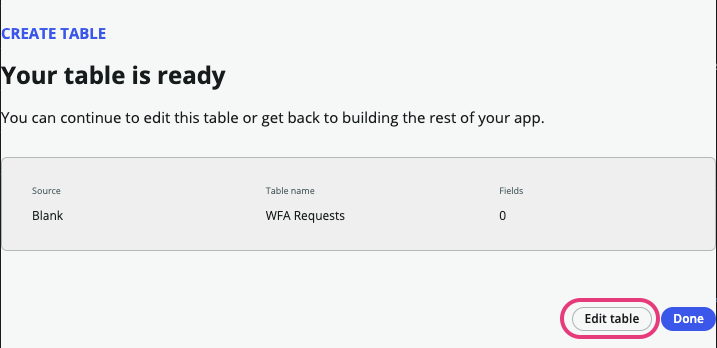 CREATE TABLE
Your table is ready
You can continue to edit this table or get back to building the rest of your app.
Source Table name Fields
Blank WFA Requests 0
Edit table Done